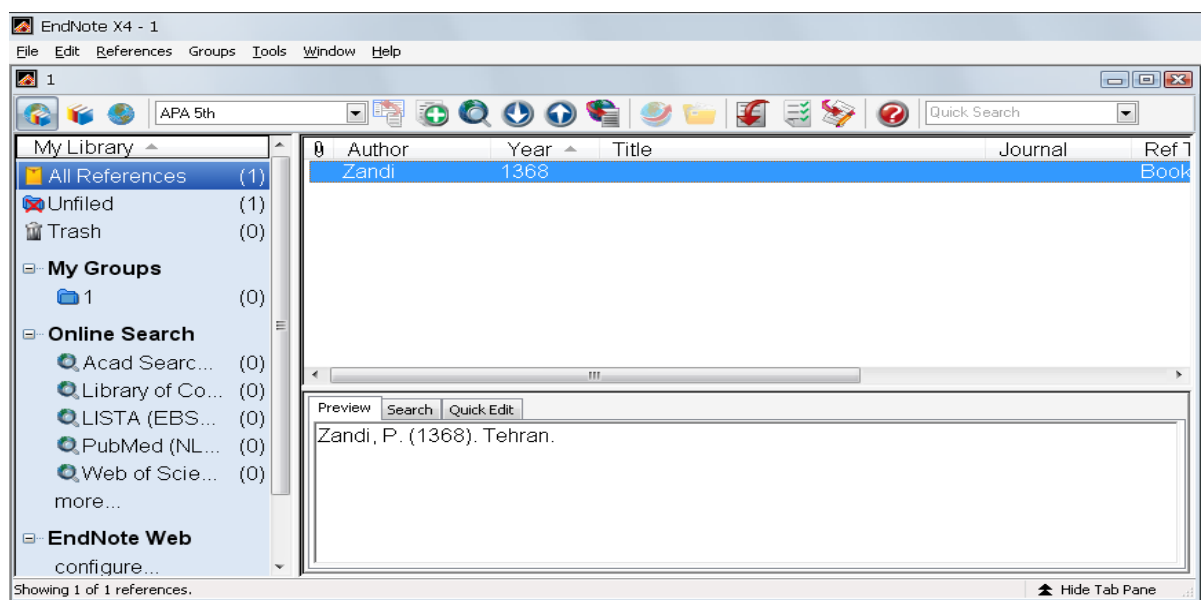 EndNote X4 - 1
File Edit References Groups Tools Window Help
1
APA 5th
Quick Search
My Library
All References (1)
Unfiled (1)
Trash (0)
My Groups
1 (0)
Online Search
Acad Searc... (0)
Library of Co... (0)
LISTA (EBS... (0)
PubMed (NL... (0)
Web of Scie... (0)
more...
EndNote Web
configure...
Author Year Title Journal Ref T
Zandi 1368 Book
Preview Search Quick Edit
Zandi, P. (1368). Tehran.
Showing 1 of 1 references.
Hide Tab Pane